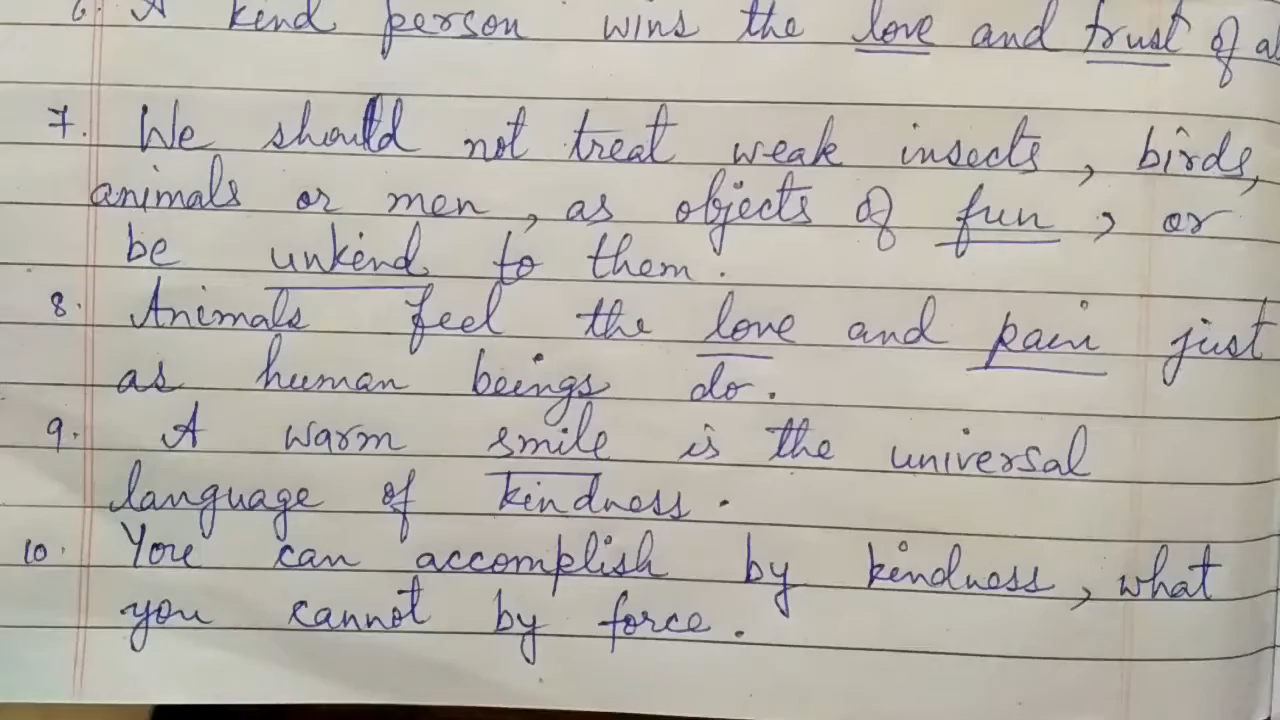 6. A kind person wins the love and trust of
7. We should not treat weak insects, birds,
animals or men, as objects of fun, or
be unkind to them.
8. Animals feel the love and pain just
as human beings do.
9. A warm smile is the universal
language of kindness.
10. You can accomplish by kindness, what
you cannot by force.